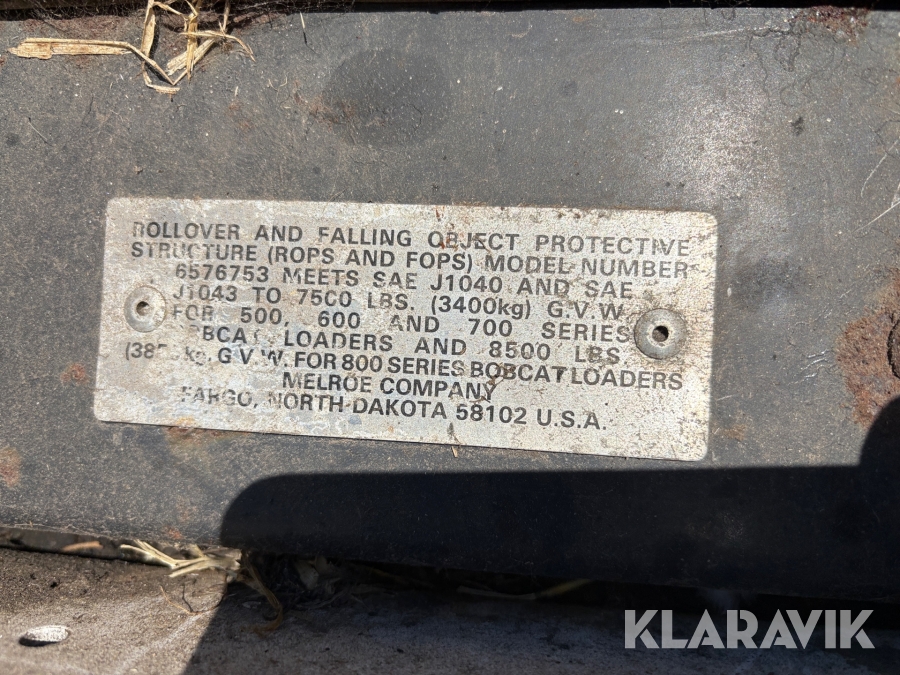 ROLLOVER AND FALLING OBJECT PROTECTIVE
STRUCTURE (ROPS AND FOPS) MODEL NUMBER
6576753 MEETS SAE J1040 AND SAE
J1043 TO 7500 LBS. (3400kg) G.V.W.
FOR 500, 600 AND 700 SERIES
BOBCAT LOADERS AND 8500 LBS
G.V.W. FOR 800 SERIES BOBCAT LOADERS
MELROE COMPANY
FARGO, NORTH DAKOTA 58102 U.S.A.
KLARAVIK